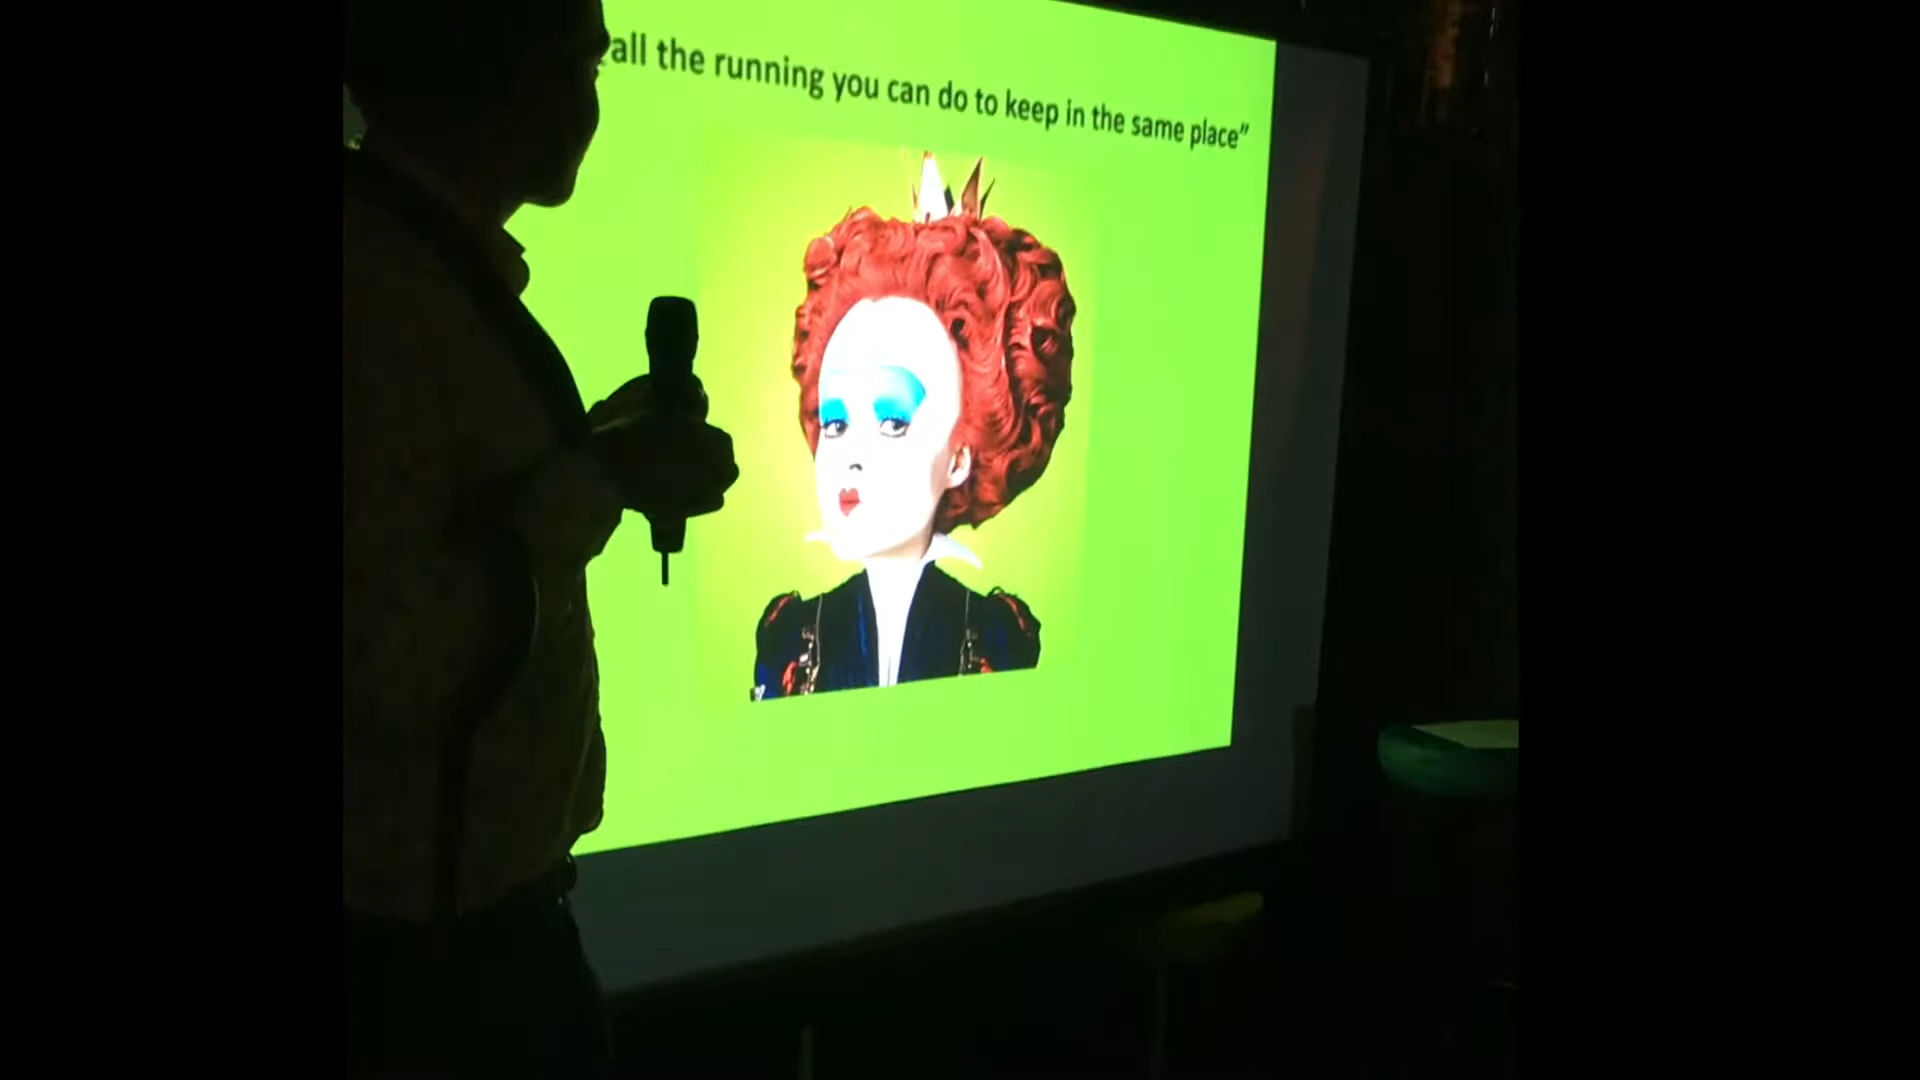 all the running you can do to keep in the same place”